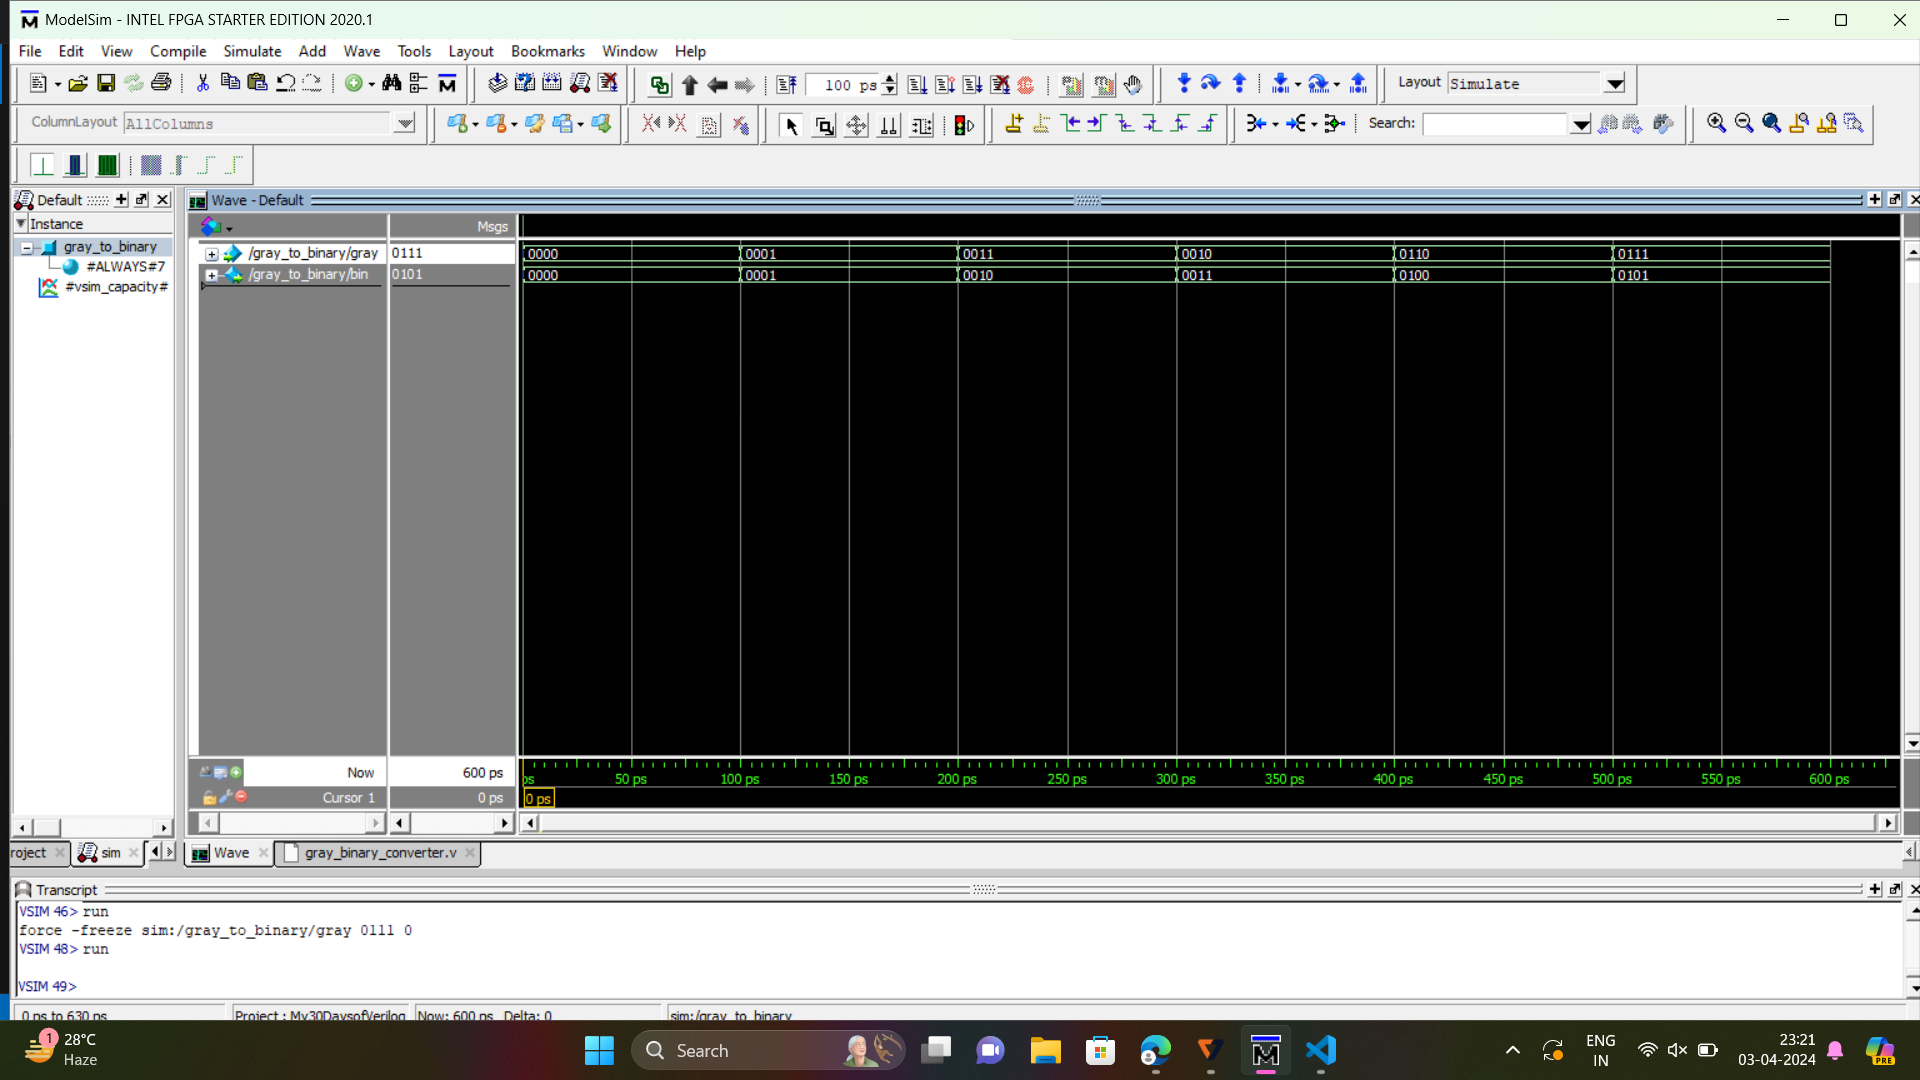 ModelSim - INTEL FPGA STARTER EDITION 2020.1
File Edit View Compile Simulate Add Wave Tools Layout Bookmarks Window Help
100 ps
Layout Simulate
ColumnLayout AllColumns
Search:
Default
Wave - Default
Instance
Msgs
gray_to_binary
#ALWAYS#7
#vsim_capacity#
/gray_to_binary/gray 0111 0000 0001 0011 0010 0110 0111
/gray_to_binary/bin 0101 0000 0001 0010 0011 0100 0101
Now 600 ps
ps 50 ps 100 ps 150 ps 200 ps 250 ps 300 ps 350 ps 400 ps 450 ps 500 ps 550 ps 600 ps
Cursor 1 0 ps
0 ps
roject sim Wave gray_binary_converter.v
Transcript
VSIM 46> run
force -freeze sim:/gray_to_binary/gray 0111 0
VSIM 48> run
VSIM 49>
0 ps to 630 ps Project : My30DaysofVerilog Now: 600 ps Delta: 0 sim:/gray_to_binary
1
28°C
Haze
Search
ENG
IN
23:21
03-04-2024
PRE